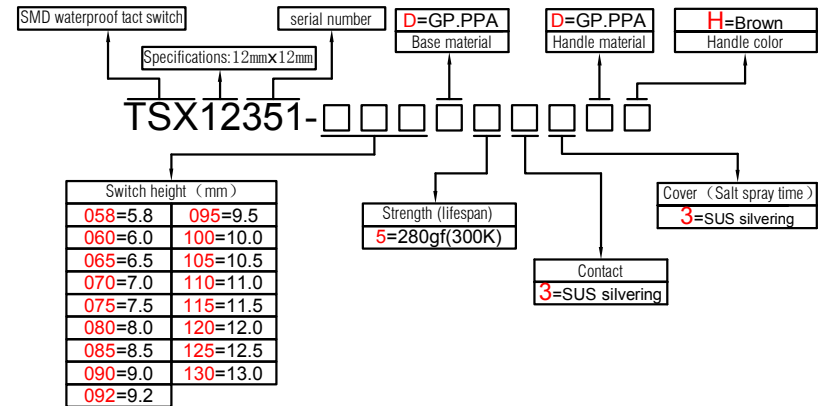 SMD waterproof tact switch
serial number
D=GP.PPA
Base material
D=GP.PPA
Handle material
H=Brown
Handle color
Specifications:12mmx12mm
TSX12351-□□□□□□□□□
Switch height（mm）
058=5.8 095=9.5
060=6.0 100=10.0
065=6.5 105=10.5
070=7.0 110=11.0
075=7.5 115=11.5
080=8.0 120=12.0
085=8.5 125=12.5
090=9.0 130=13.0
092=9.2
Strength (lifespan)
5=280gf(300K)
Contact
3=SUS silvering
Cover（Salt spray time）
3=SUS silvering